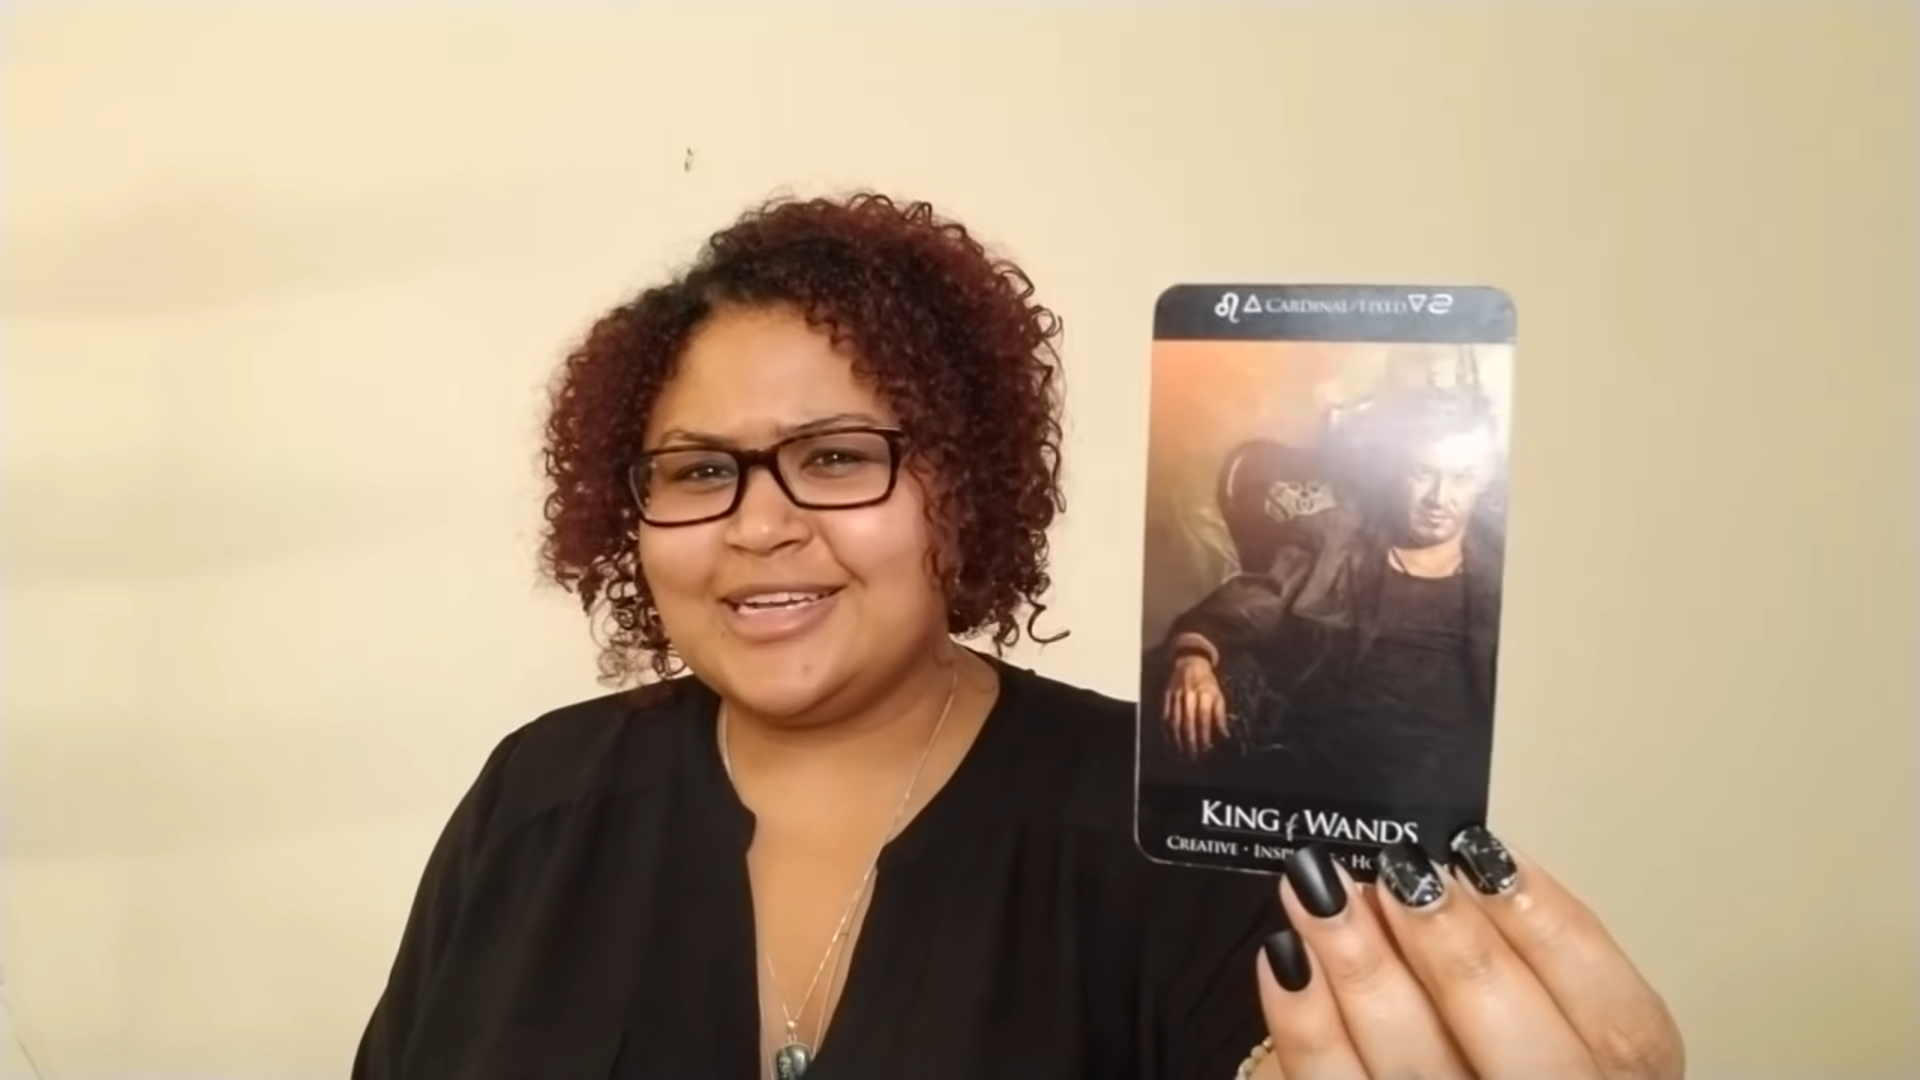 CARDINAL/FIXED
KING of WANDS
CREATIVE •